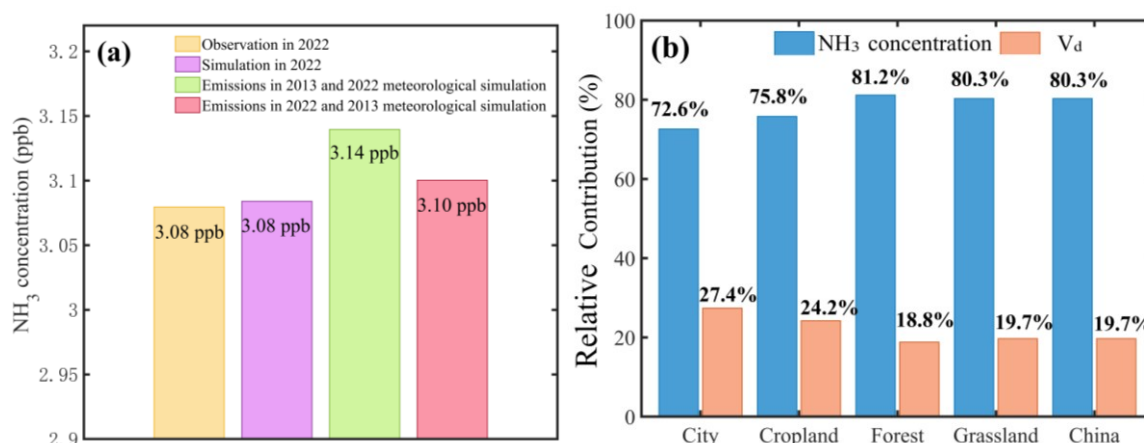 (a)
Observation in 2022
Simulation in 2022
Emissions in 2013 and 2022 meteorological simulation
Emissions in 2022 and 2013 meteorological simulation
NH₃ concentration (ppb)
3.2
3.15
3.1
3.05
3
2.95
2.9
3.08 ppb
3.08 ppb
3.14 ppb
3.10 ppb
(b)
NH₃ concentration
V_d
Relative Contribution (%)
100
80
60
40
20
0
72.6%
75.8%
81.2%
80.3%
80.3%
27.4%
24.2%
18.8%
19.7%
19.7%
City
Cropland
Forest
Grassland
China